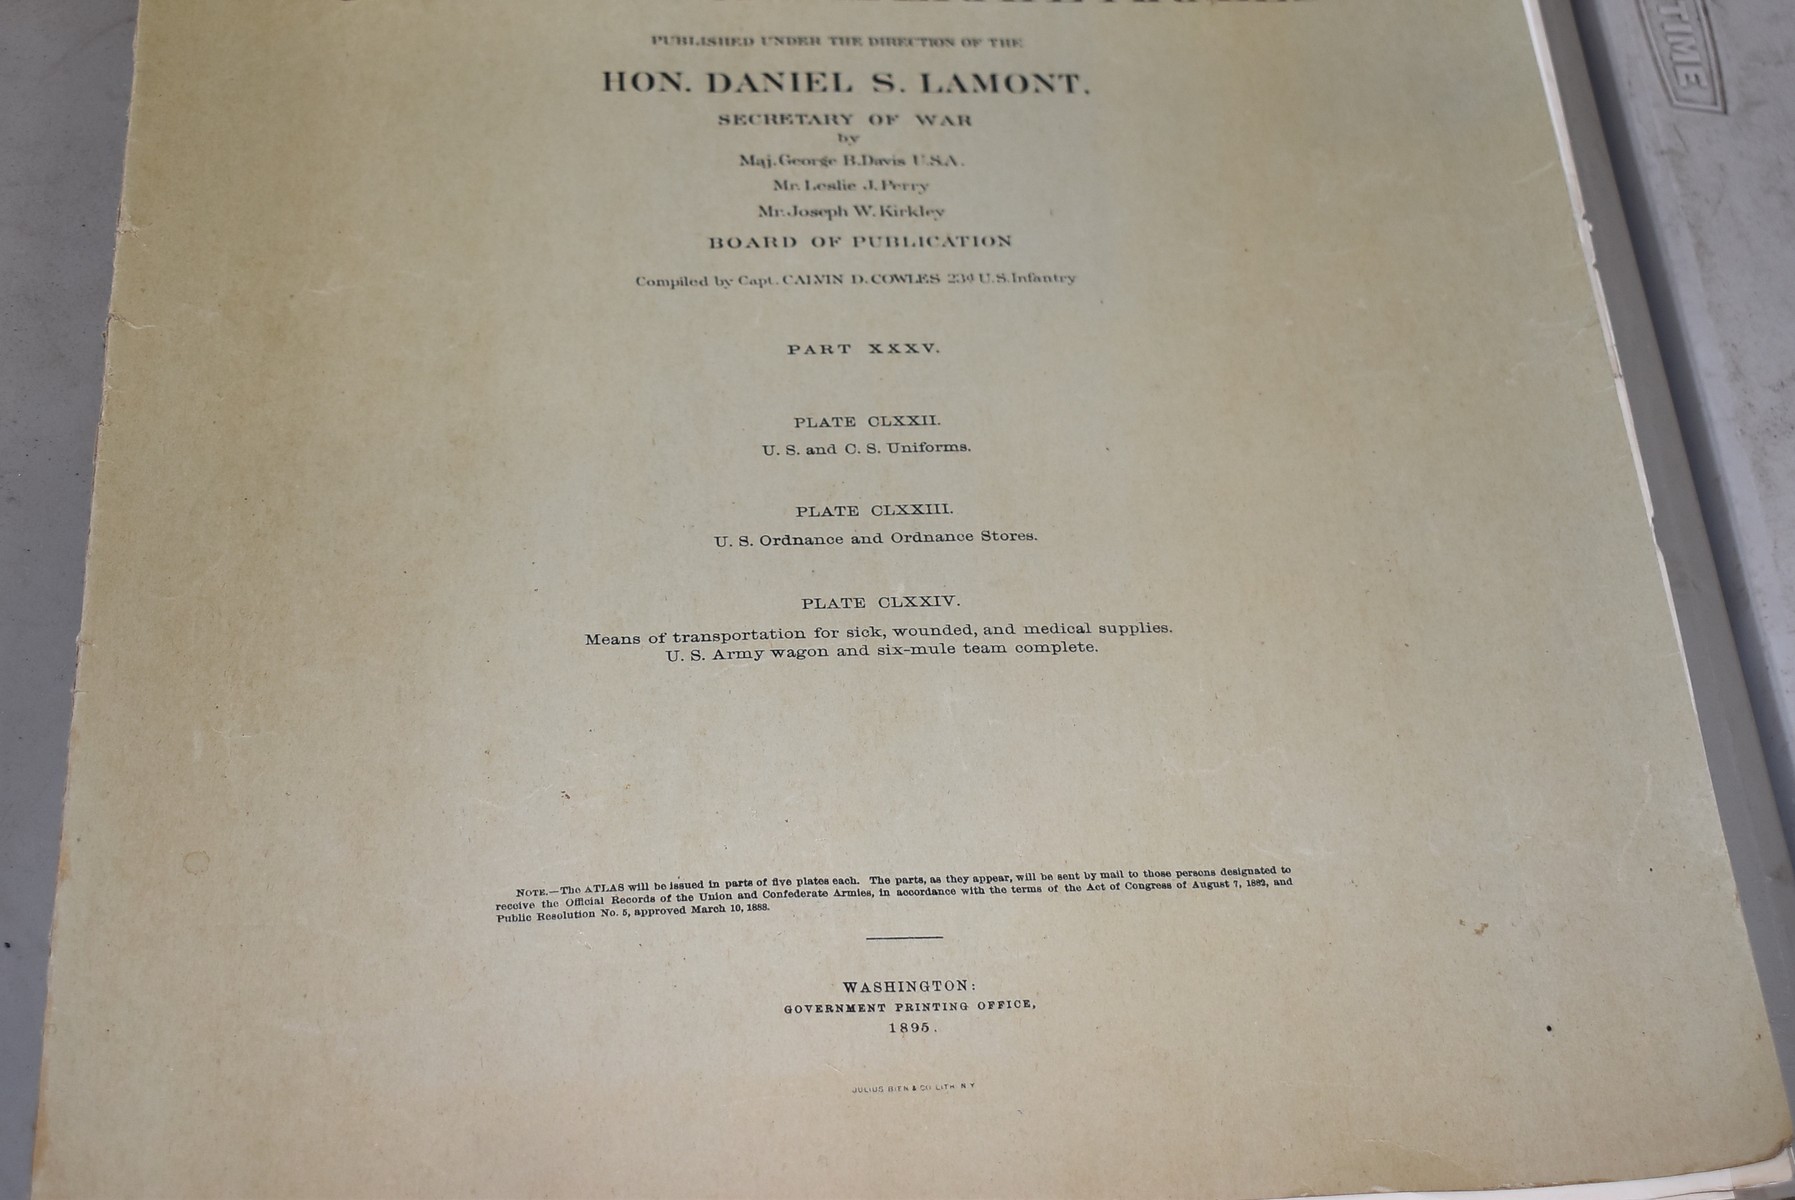 PUBLISHED UNDER THE DIRECTION OF THE
HON. DANIEL S. LAMONT,
SECRETARY OF WAR
by
Maj. George B. Davis U.S.A.
Mr. Leslie J. Perry
Mr. Joseph W. Kirkley
BOARD OF PUBLICATION
Compiled by Capt. CALVIN D. COWLES 23d U.S. Infantry
PART XXXV.
PLATE CLXXII.
U. S. and C. S. Uniforms.
PLATE CLXXIII.
U. S. Ordnance and Ordnance Stores.
PLATE CLXXIV.
Means of transportation for sick, wounded, and medical supplies.
U. S. Army wagon and six-mule team complete.
NOTE.—The ATLAS will be issued in parts of five plates each. The parts, as they appear, will be sent by mail to those persons designated to
receive the Official Records of the Union and Confederate Armies, in accordance with the terms of the Act of Congress of August 7, 1882, and
Public Resolution No. 5, approved March 10, 1888.
WASHINGTON:
GOVERNMENT PRINTING OFFICE,
1895.
JULIUS BIEN & CO LITH N Y
TIME